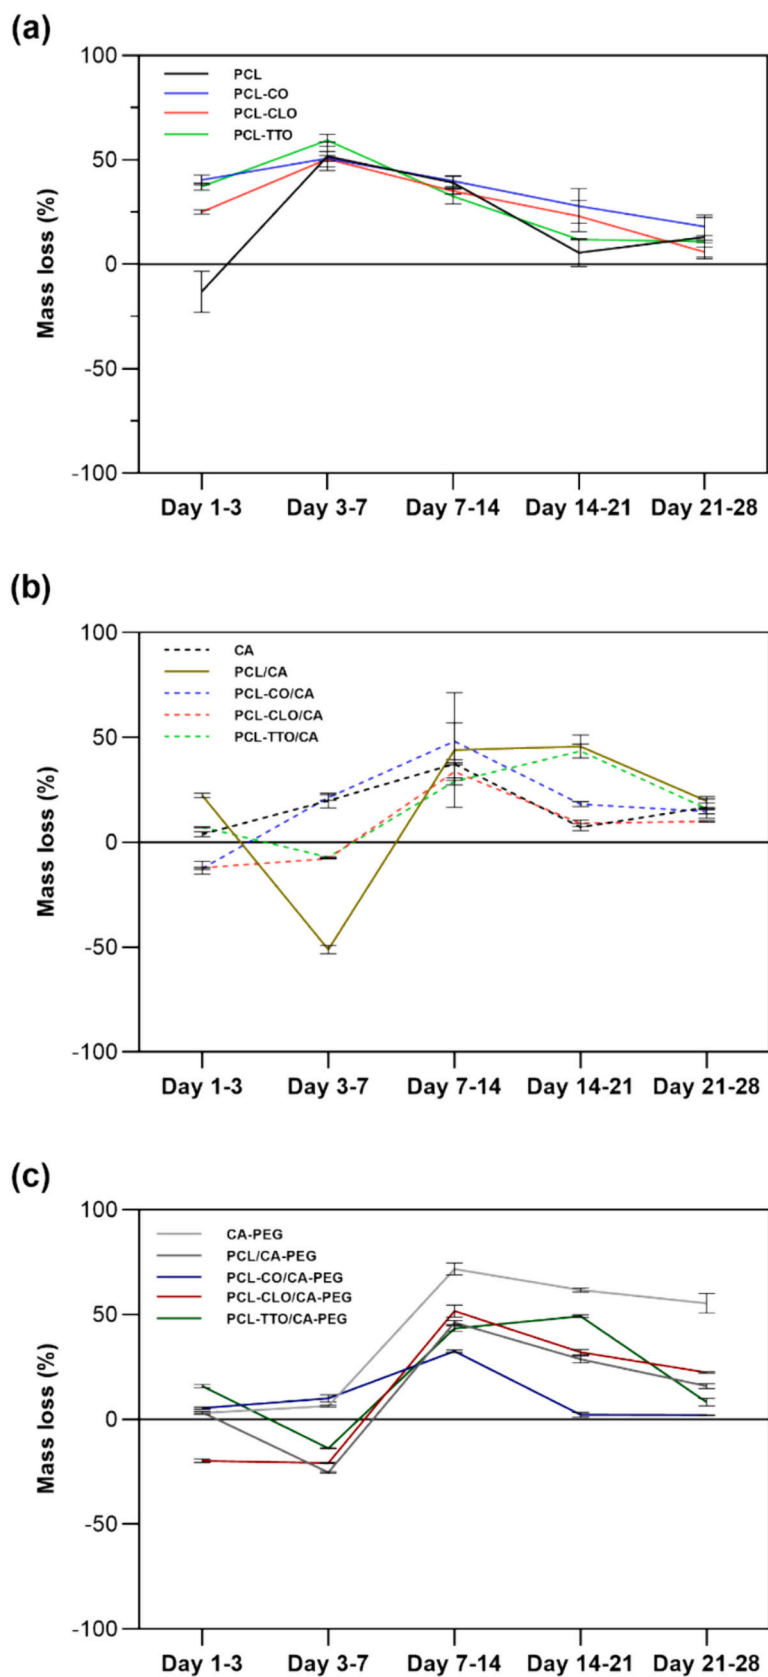 (a)
100
50
0
-50
-100
Mass loss (%)
PCL
PCL-CO
PCL-CLO
PCL-TTO
Day 1-3 Day 3-7 Day 7-14 Day 14-21 Day 21-28
(b)
100
50
0
-50
-100
Mass loss (%)
CA
PCL/CA
PCL-CO/CA
PCL-CLO/CA
PCL-TTO/CA
Day 1-3 Day 3-7 Day 7-14 Day 14-21 Day 21-28
(c)
100
50
0
-50
-100
Mass loss (%)
CA-PEG
PCL/CA-PEG
PCL-CO/CA-PEG
PCL-CLO/CA-PEG
PCL-TTO/CA-PEG
Day 1-3 Day 3-7 Day 7-14 Day 14-21 Day 21-28